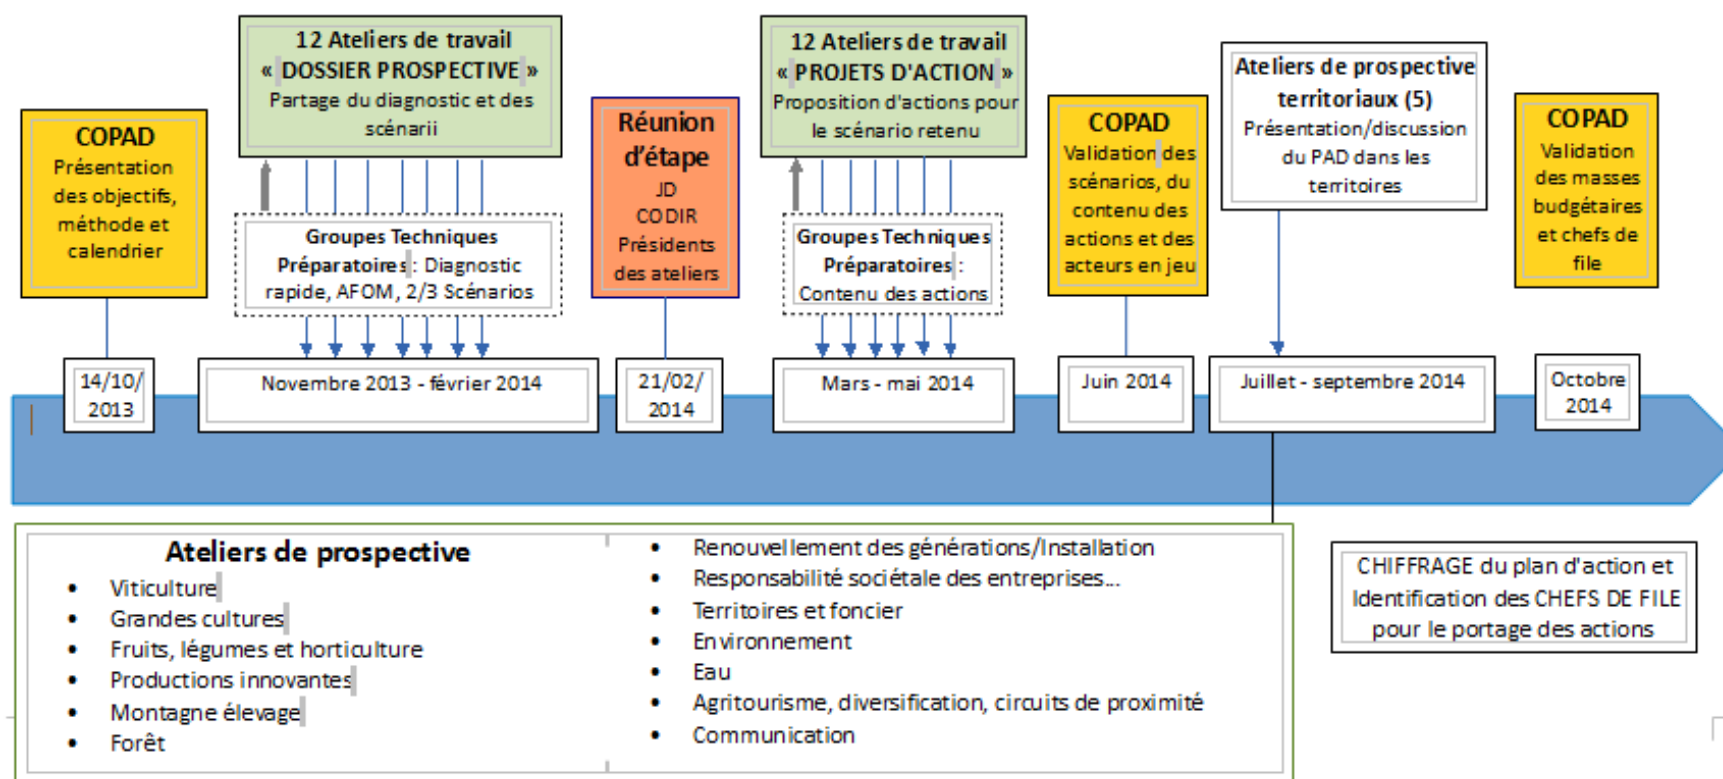 COPAD
Présentation
des objectifs,
méthode et
calendrier
12 Ateliers de travail
« DOSSIER PROSPECTIVE »
Partage du diagnostic et des
scénarii
Groupes Techniques
Préparatoires : Diagnostic
rapide, AFOM, 2/3 Scénarios
Réunion
d’étape
JD
CODIR
Présidents
des ateliers
12 Ateliers de travail
« PROJETS D'ACTION »
Proposition d'actions pour
le scénario retenu
Groupes Techniques
Préparatoires :
Contenu des actions
COPAD
Validation des
scénarios, du
contenu des
actions et des
acteurs en jeu
Ateliers de prospective
territoriaux (5)
Présentation/discussion
du PAD dans les
territoires
COPAD
Validation
des masses
budgétaires
et chefs de
file
14/10/
2013
Novembre 2013 - février 2014
21/02/
2014
Mars - mai 2014
Juin 2014
Juillet - septembre 2014
Octobre
2014
Ateliers de prospective
• Viticulture
• Grandes cultures
• Fruits, légumes et horticulture
• Productions innovantes
• Montagne élevage
• Forêt
• Renouvellement des générations/Installation
• Responsabilité sociétale des entreprises...
• Territoires et foncier
• Environnement
• Eau
• Agritourisme, diversification, circuits de proximité
• Communication
CHIFFRAGE du plan d'action et
Identification des CHEFS DE FILE
pour le portage des actions